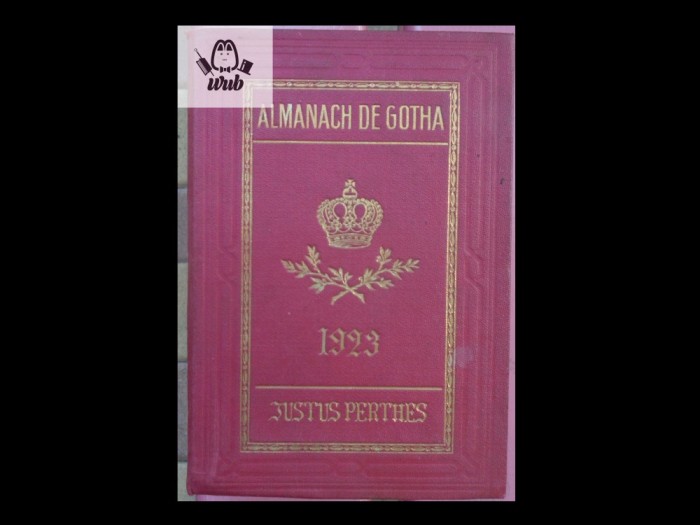 wub
ALMANACH DE GOTHA
1923
JUSTUS PERTHES